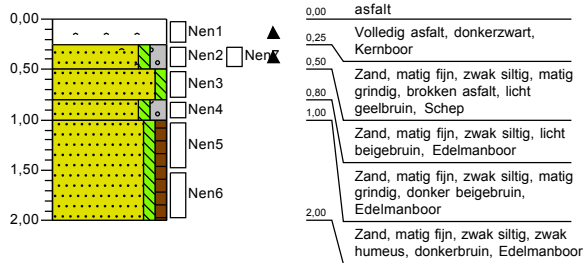 0,00
0,50
1,00
1,50
2,00
Nen1
Nen2
Nen3
Nen4
Nen5
Nen6
0,00 asfalt
0,25 Volledig asfalt, donkerzwart,
Kernboor
0,50 Zand, matig fijn, zwak siltig, matig
grindig, brokken asfalt, licht
geelbruin, Schep
0,80 Zand, matig fijn, zwak siltig, licht
beigebruin, Edelmanboor
1,00 Zand, matig fijn, zwak siltig, matig
grindig, donker beigebruin,
Edelmanboor
2,00 Zand, matig fijn, zwak siltig, zwak
humeus, donkerbruin, Edelmanboor